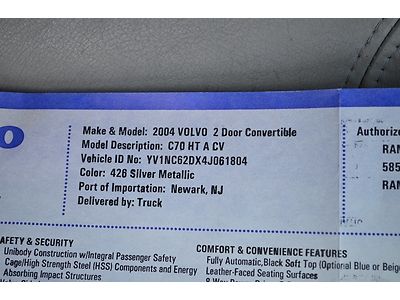 Make & Model: 2004 VOLVO 2 Door Convertible
Model Description: C70 HT A CV
Vehicle ID No: YV1NC62DX4J061804
Color: 426 Silver Metallic
Port of Importation: Newark, NJ
Delivered by: Truck
Authorize
RAN
585
RAM
AFETY & SECURITY
Unibody Construction w/Integral Passenger Safety
Cage/High Strength Steel (HSS) Components and Energy
Absorbing Impact Structures
COMFORT & CONVENIENCE FEATURES
Fully Automatic, Black Soft Top (Optional Blue or Beige
Leather-Faced Seating Surfaces